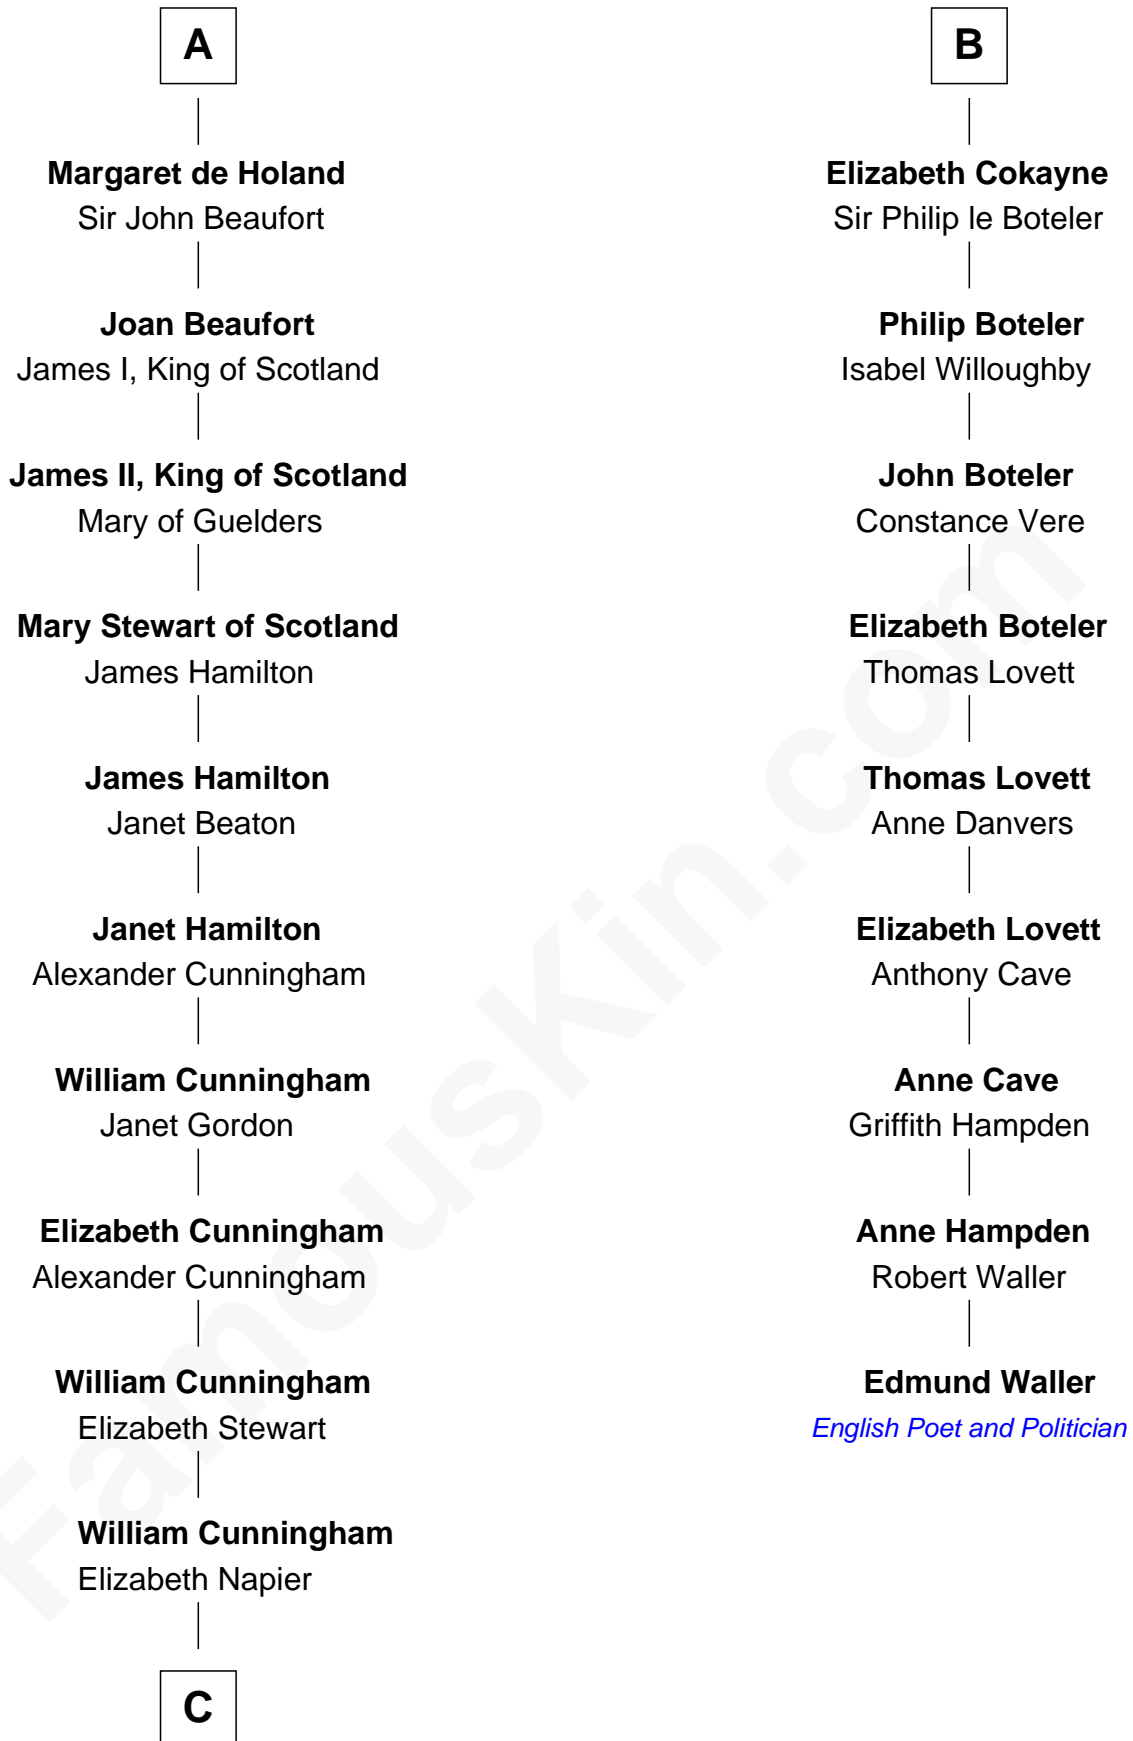 A
Margaret de Holand
Sir John Beaufort
Joan Beaufort
James I, King of Scotland
James II, King of Scotland
Mary of Guelders
Mary Stewart of Scotland
James Hamilton
James Hamilton
Janet Beaton
Janet Hamilton
Alexander Cunningham
William Cunningham
Janet Gordon
Elizabeth Cunningham
Alexander Cunningham
William Cunningham
Elizabeth Stewart
William Cunningham
Elizabeth Napier
C
B
Elizabeth Cokayne
Sir Philip le Boteler
Philip Boteler
Isabel Willoughby
John Boteler
Constance Vere
Elizabeth Boteler
Thomas Lovett
Thomas Lovett
Anne Danvers
Elizabeth Lovett
Anthony Cave
Anne Cave
Griffith Hampden
Anne Hampden
Robert Waller
Edmund Waller
English Poet and Politician
FamousKin.com